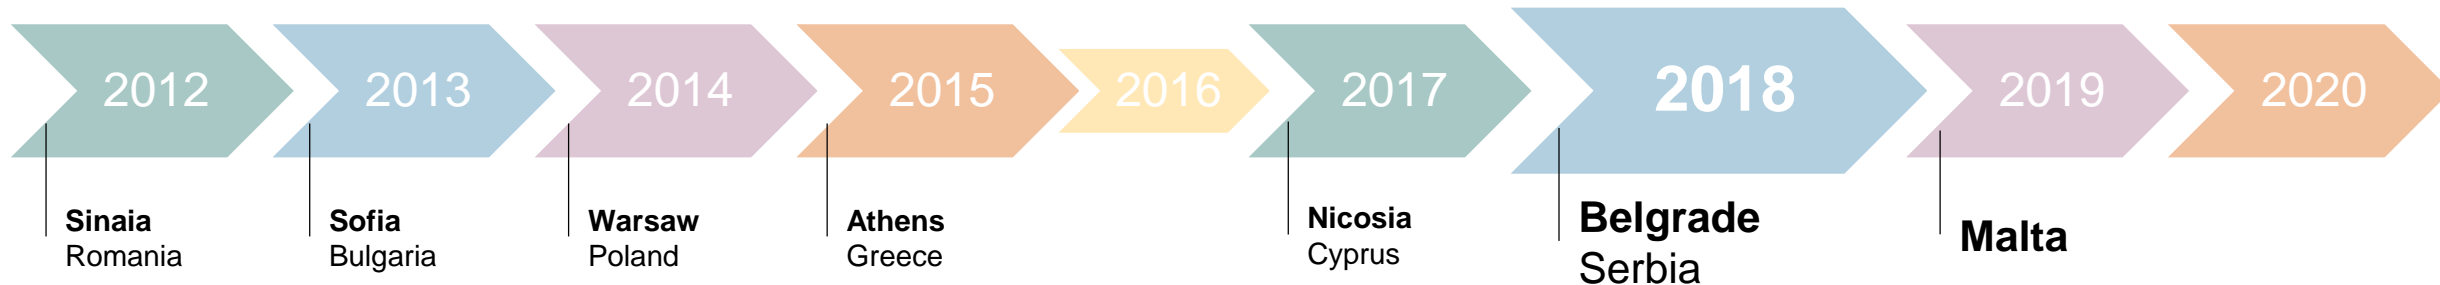 2012
2013
2014
2015
2016
2017
2018
2019
2020
Sinaia
Romania
Sofia
Bulgaria
Warsaw
Poland
Athens
Greece
Nicosia
Cyprus
Belgrade
Serbia
Malta